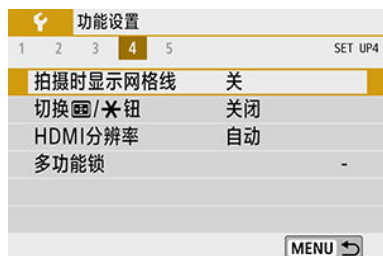 功能设置
1 2 3 4 5 SET UP4
拍摄时显示网格线 关
切换/钮 关闭
HDMI分辨率 自动
多功能锁 -
MENU